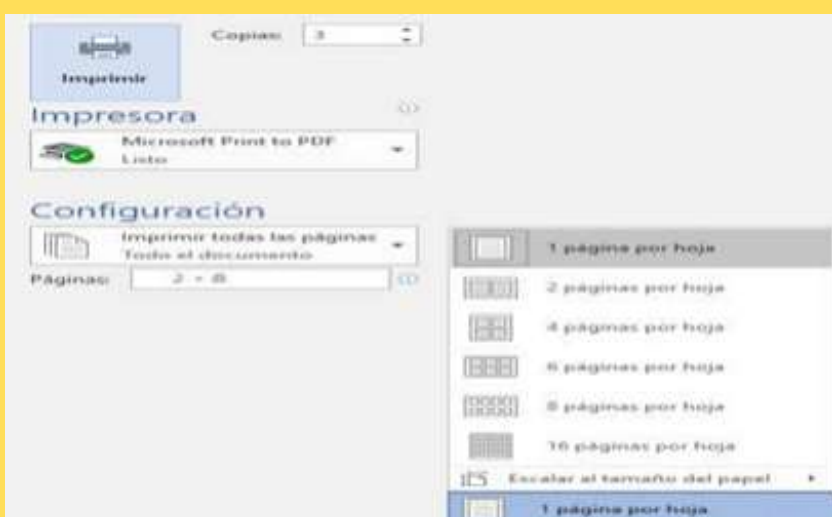 Copias: 3
Imprimir
Impresora
Microsoft Print to PDF
Listo
Configuración
Imprimir todas las páginas
Todo el documento
Páginas: 2 - 8
1 página por hoja
2 páginas por hoja
4 páginas por hoja
6 páginas por hoja
8 páginas por hoja
16 páginas por hoja
Escalar al tamaño del papel
1 página por hoja